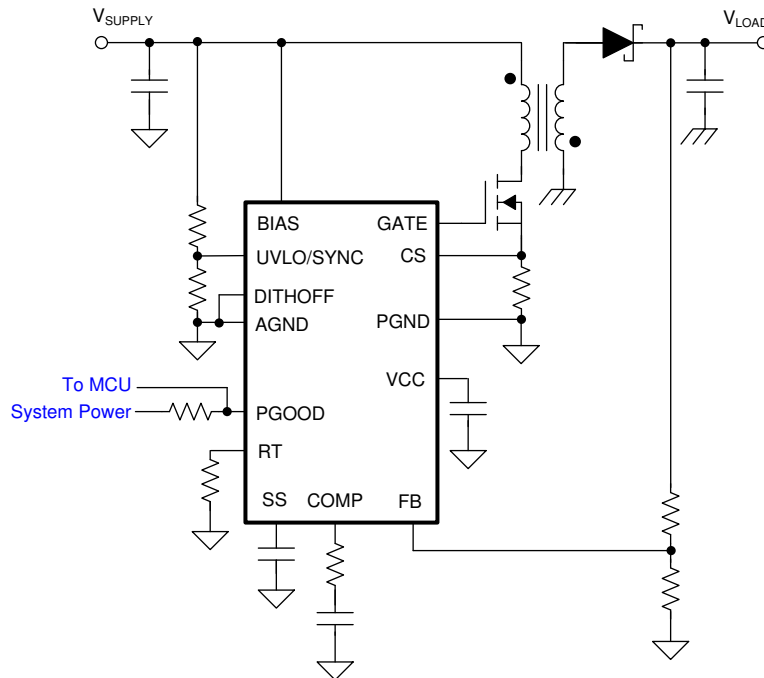 VSUPPLY
VLOAD
BIAS
GATE
UVLO/SYNC
CS
DITHOFF
AGND
PGND
VCC
To MCU
System Power
PGOOD
RT
SS
COMP
FB